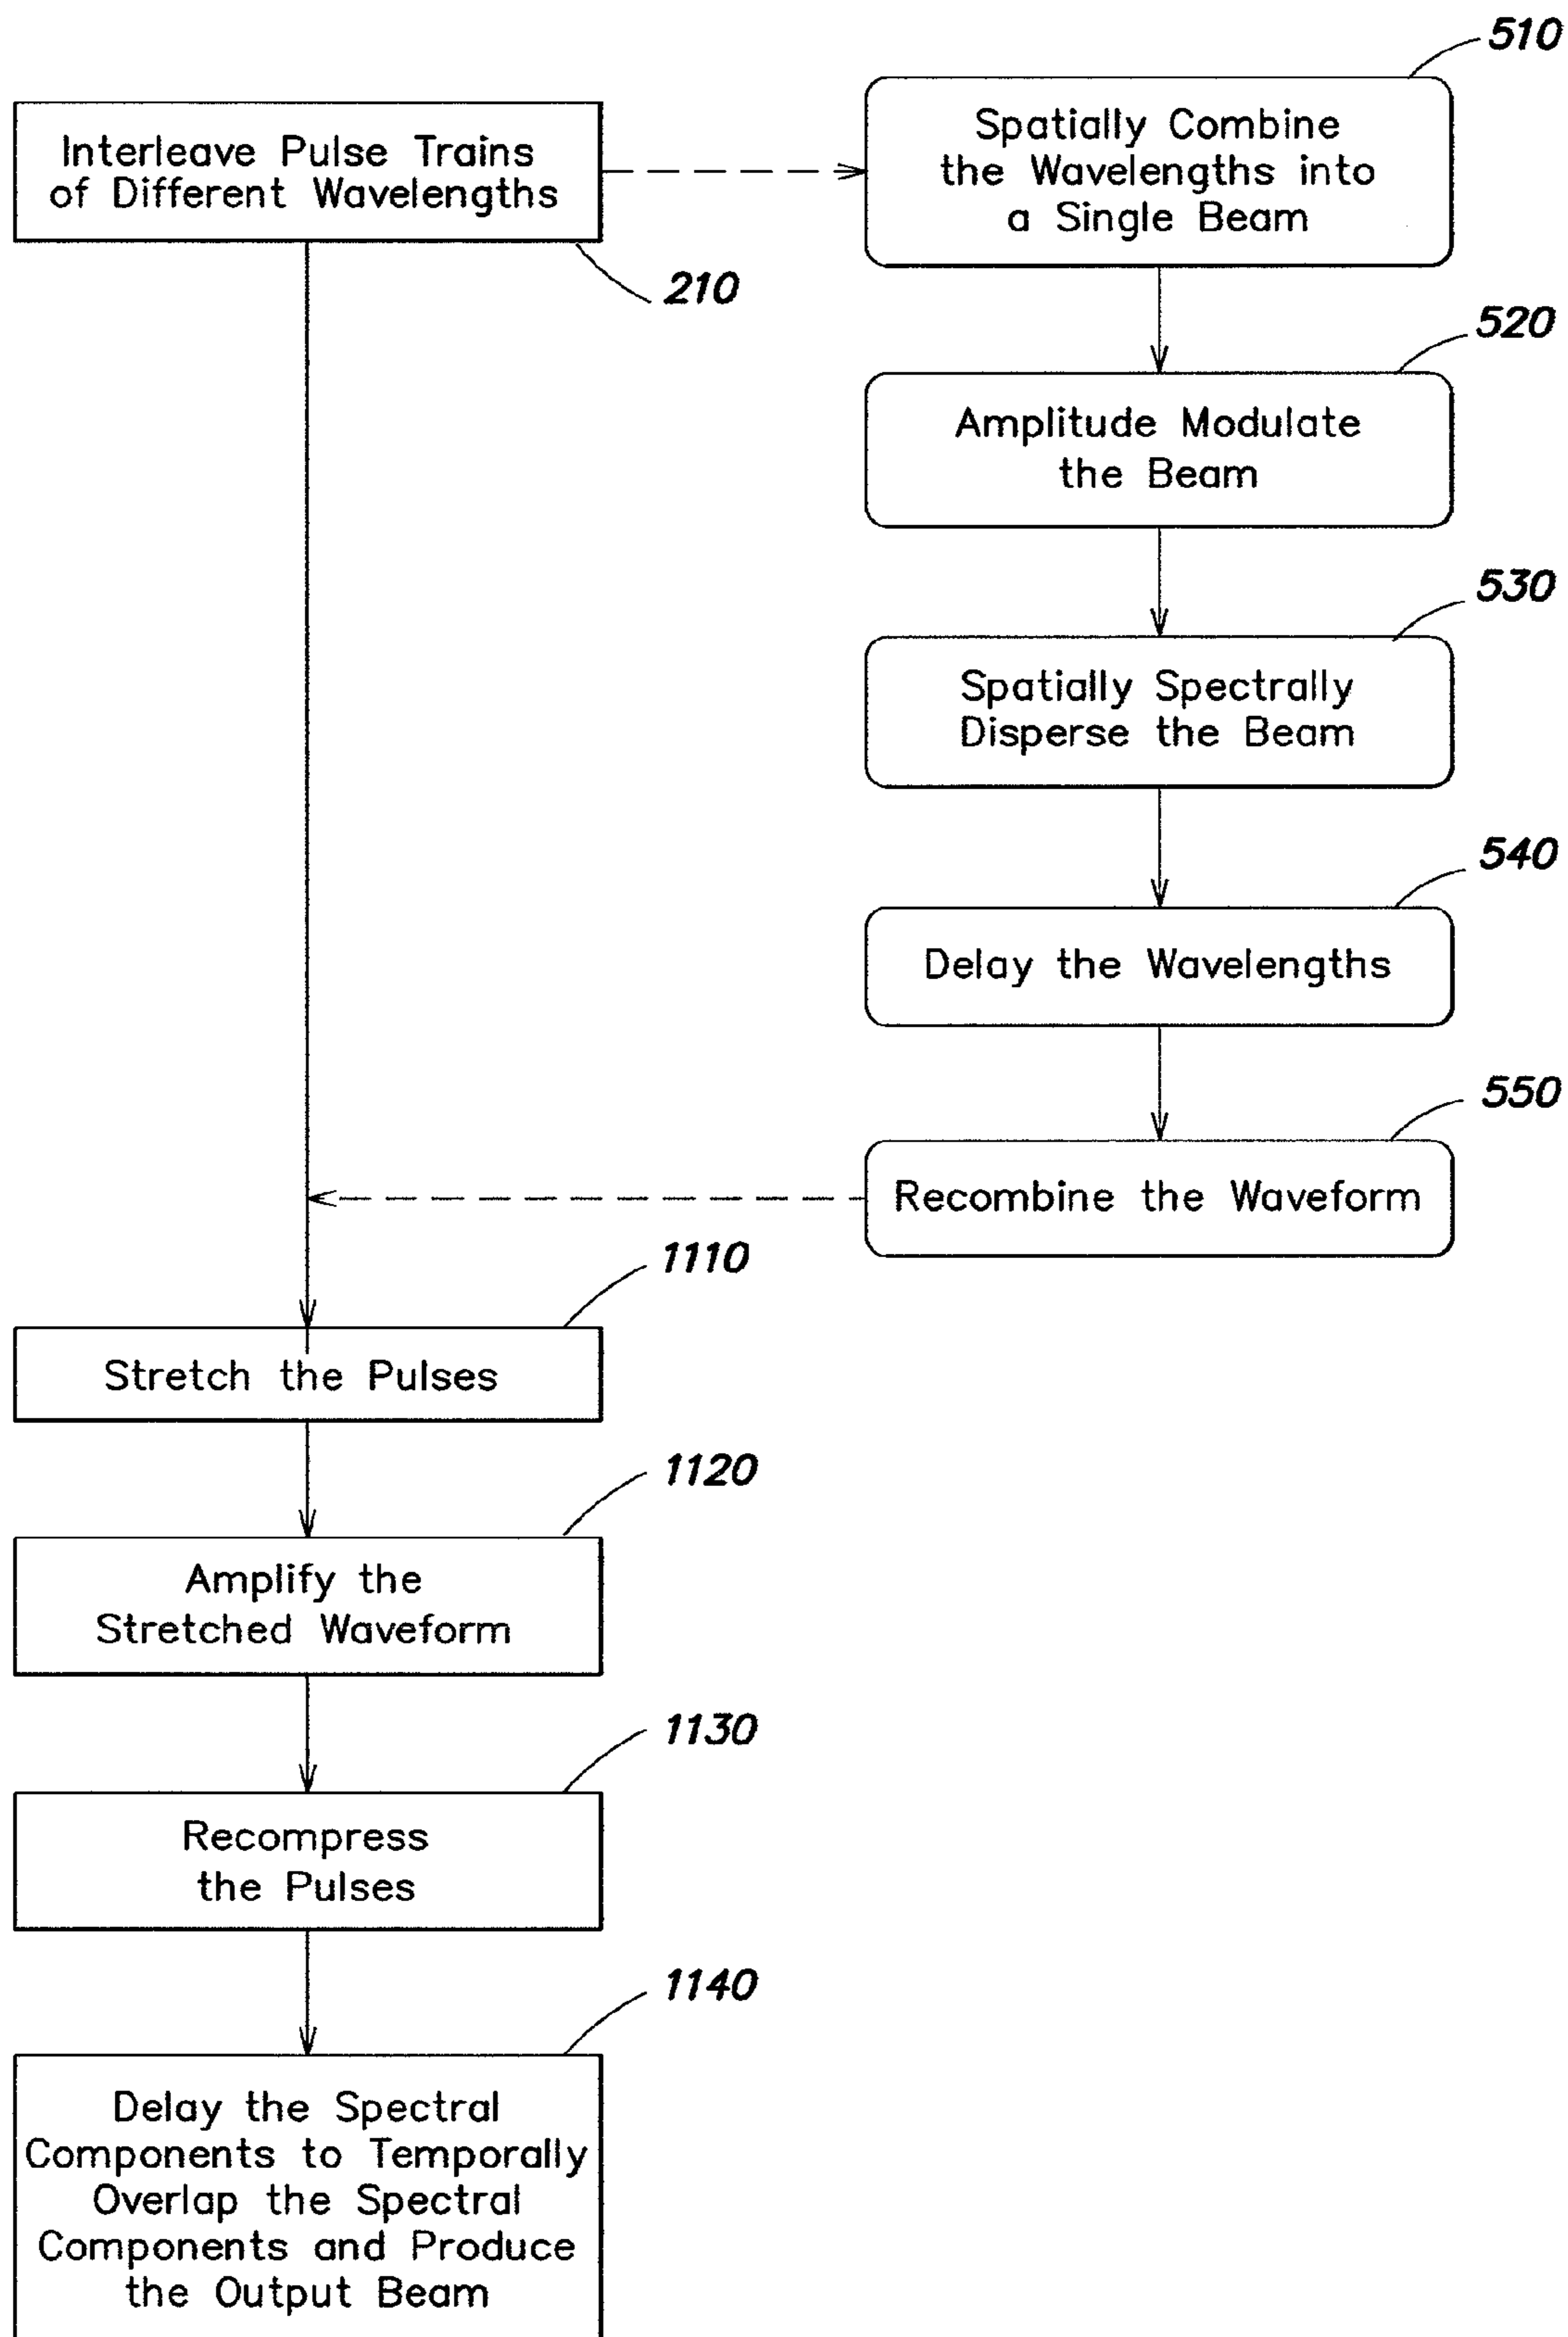 510
Interleave Pulse Trains
of Different Wavelengths
210
Spatially Combine
the Wavelengths into
a Single Beam
520
Amplitude Modulate
the Beam
530
Spatially Spectrally
Disperse the Beam
540
Delay the Wavelengths
550
Recombine the Waveform
1110
Stretch the Pulses
1120
Amplify the
Stretched Waveform
1130
Recompress
the Pulses
1140
Delay the Spectral
Components to Temporally
Overlap the Spectral
Components and Produce
the Output Beam